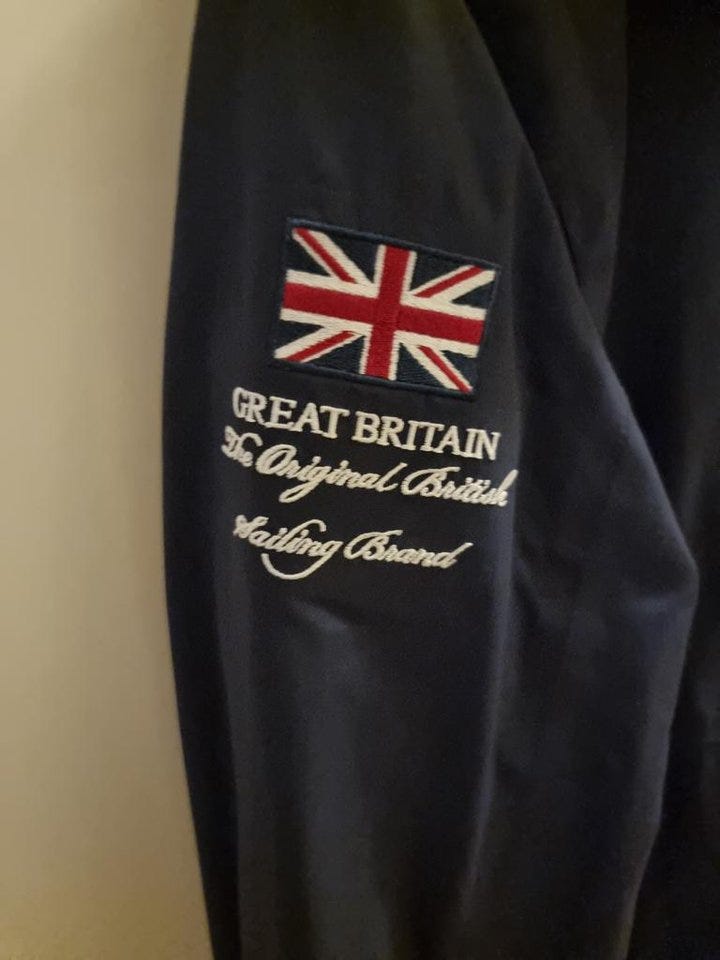 GREAT BRITAIN
The Original British
Sailing Brand